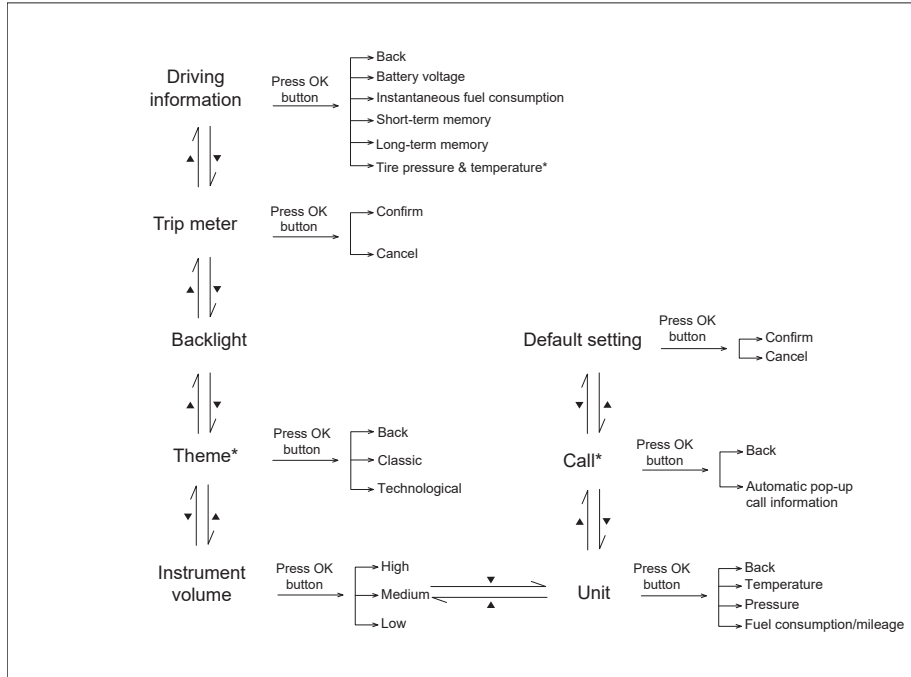 Driving
information
Press OK
button
Back
Battery voltage
Instantaneous fuel consumption
Short-term memory
Long-term memory
Tire pressure & temperature*
▲ ▼
Trip meter
Press OK
button
Confirm
Cancel
▲ ▼
Backlight
Default setting
Press OK
button
Confirm
Cancel
▲ ▼
▼ ▲
Theme*
Press OK
button
Back
Classic
Technological
Call*
Press OK
button
Back
Automatic pop-up
call information
▼ ▲
▲ ▼
Instrument
volume
Press OK
button
High
Medium
Low
▼
▲
Unit
Press OK
button
Back
Temperature
Pressure
Fuel consumption/mileage